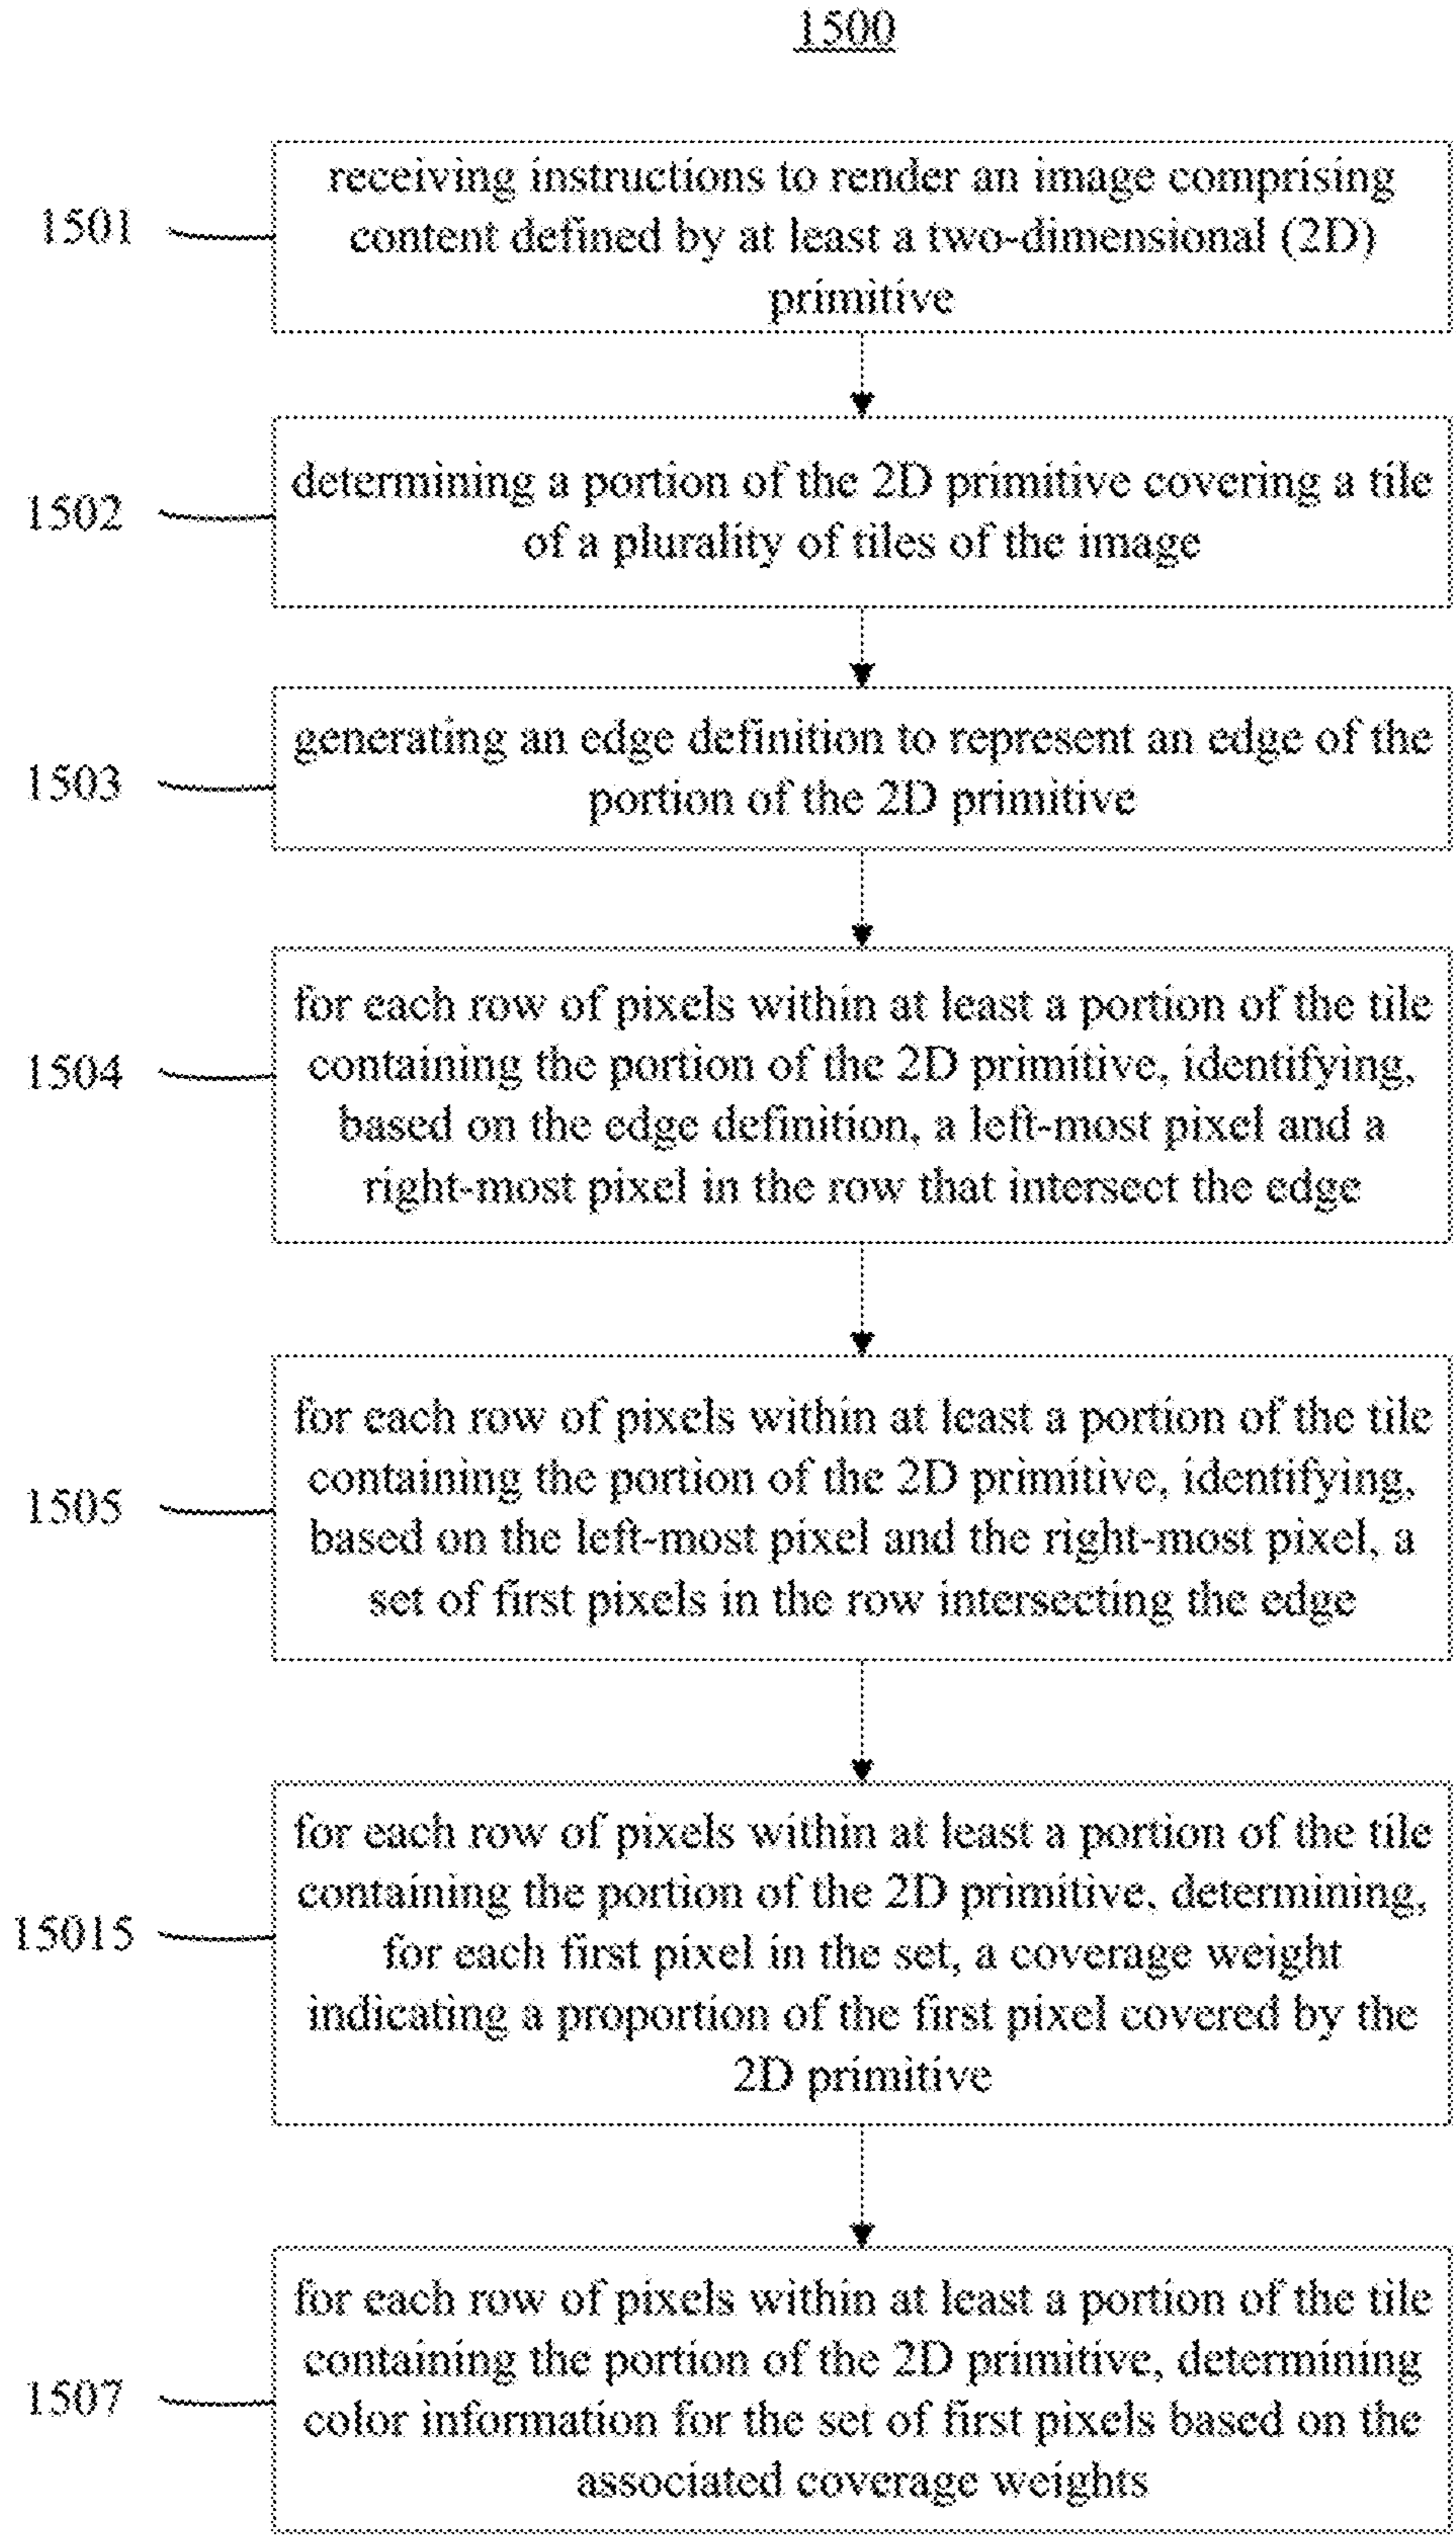 1500
1501
receiving instructions to render an image comprising
content defined by at least a two-dimensional (2D)
primitive
1502
determining a portion of the 2D primitive covering a tile
of a plurality of tiles of the image
1503
generating an edge definition to represent an edge of the
portion of the 2D primitive
1504
for each row of pixels within at least a portion of the tile
containing the portion of the 2D primitive, identifying,
based on the edge definition, a left-most pixel and a
right-most pixel in the row that intersect the edge
1505
for each row of pixels within at least a portion of the tile
containing the portion of the 2D primitive, identifying,
based on the left-most pixel and the right-most pixel, a
set of first pixels in the row intersecting the edge
15015
for each row of pixels within at least a portion of the tile
containing the portion of the 2D primitive, determining,
for each first pixel in the set, a coverage weight
indicating a proportion of the first pixel covered by the
2D primitive
1507
for each row of pixels within at least a portion of the tile
containing the portion of the 2D primitive, determining
color information for the set of first pixels based on the
associated coverage weights